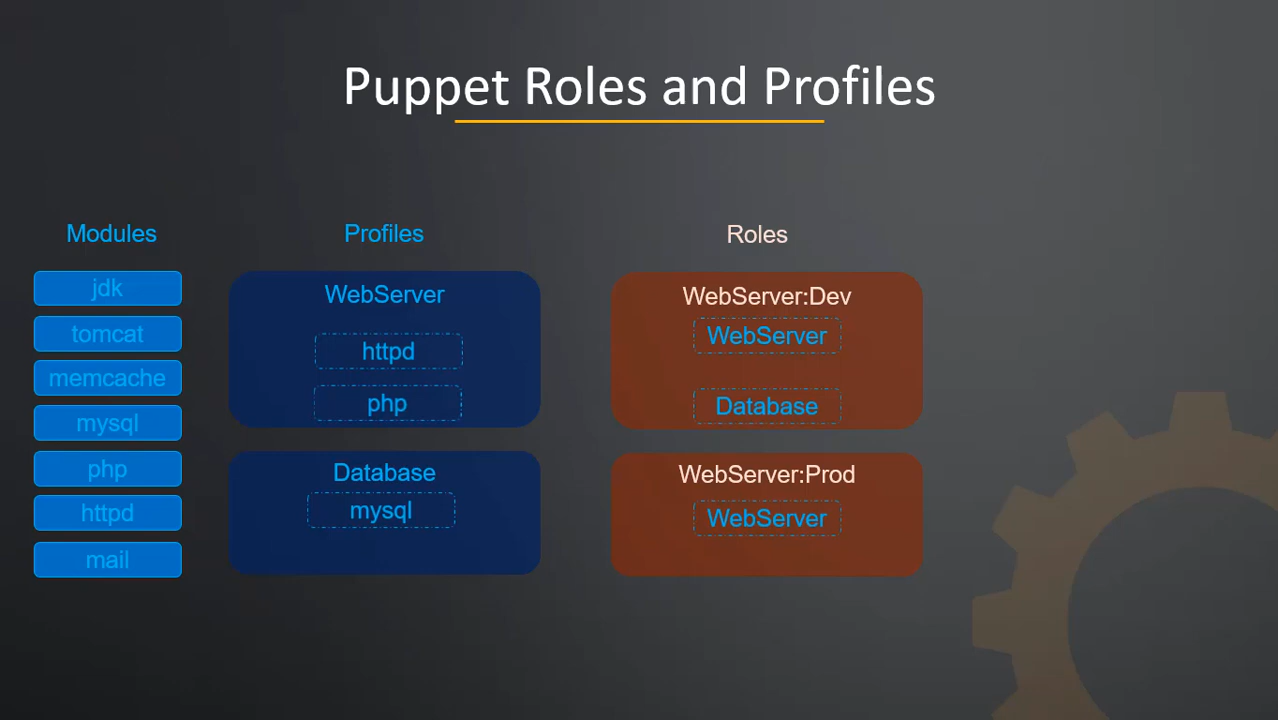 Puppet Roles and Profiles
Modules
jdk
tomcat
memcache
mysql
php
httpd
mail
Profiles
WebServer
httpd
php
Database
mysql
Roles
WebServer:Dev
WebServer
Database
WebServer:Prod
WebServer